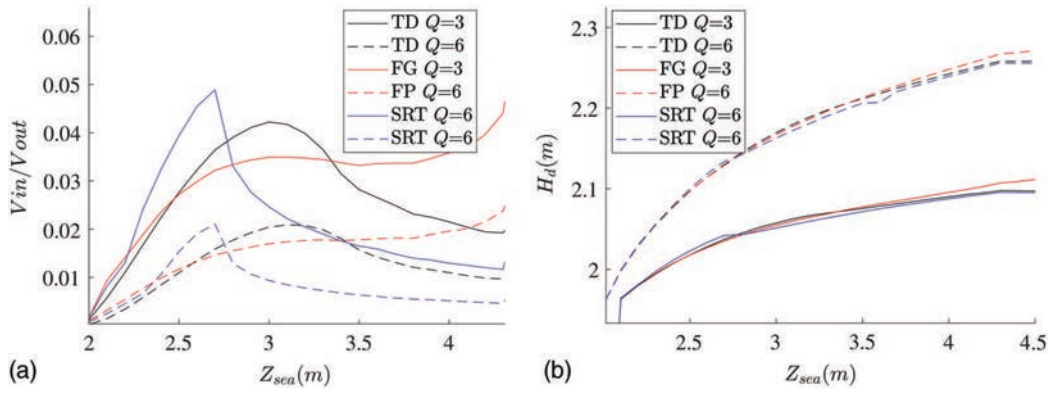 0.06
0.05
0.04
0.03
0.02
0.01
Vin/Vout
TD Q=3
TD Q=6
FG Q=3
FP Q=6
SRT Q=6
SRT Q=6
2 2.5 3 3.5 4
Z_sea(m)
(a)
2.3
2.2
2.1
2
H_d(m)
TD Q=3
TD Q=6
FG Q=3
FP Q=6
SRT Q=6
SRT Q=6
2.5 3 3.5 4 4.5
Z_sea(m)
(b)